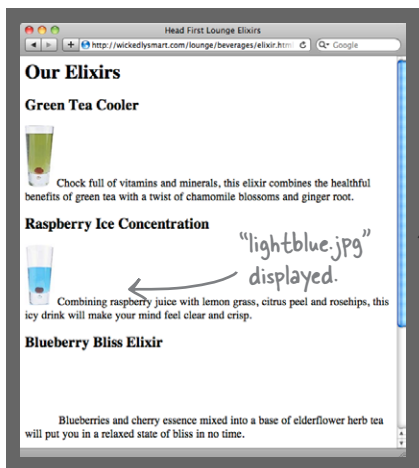 Head First Lounge Elixirs
http://wickedlysmart.com/lounge/beverages/elixir.htm
Google
Our Elixirs
Green Tea Cooler
Chock full of vitamins and minerals, this elixir combines the healthful
benefits of green tea with a twist of chamomile blossoms and ginger root.
Raspberry Ice Concentration
"lightblue.jpg"
displayed.
Combining raspberry juice with lemon grass, citrus peel and rosehips, this
icy drink will make your mind feel clear and crisp.
Blueberry Bliss Elixir
Blueberries and cherry essence mixed into a base of elderflower herb tea
will put you in a relaxed state of bliss in no time.